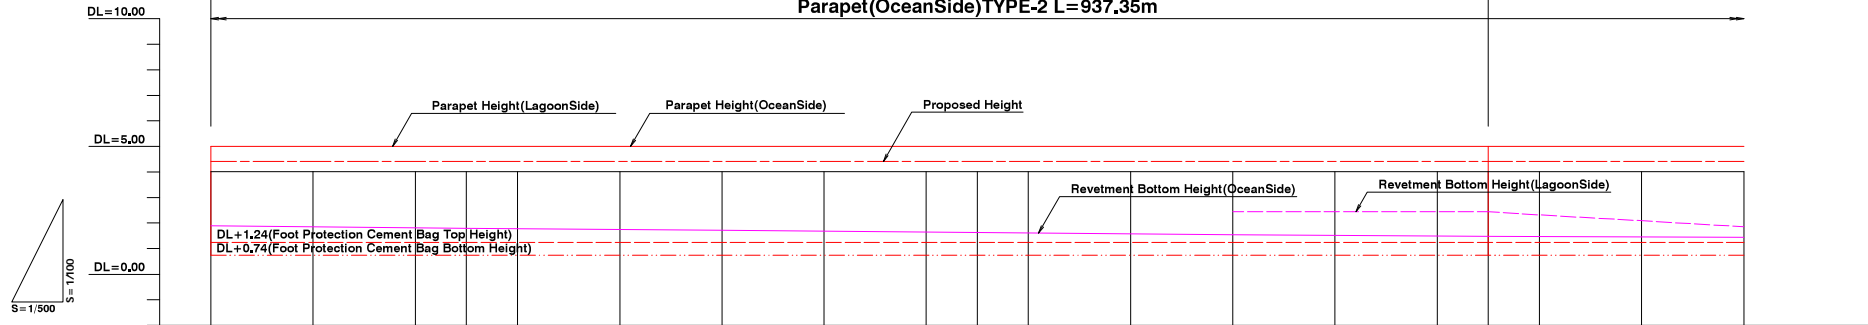 Parapet(OceanSide)TYPE-2 L=937.35m
DL=10.00
Parapet Height(LagoonSide)
Parapet Height(OceanSide)
Proposed Height
DL=5.00
Revetment Bottom Height(OceanSide)
Revetment Bottom Height(LagoonSide)
DL+1.24(Foot Protection Cement Bag Top Height)
DL+0.74(Foot Protection Cement Bag Bottom Height)
DL=0.00
S=1/100
S=1/500